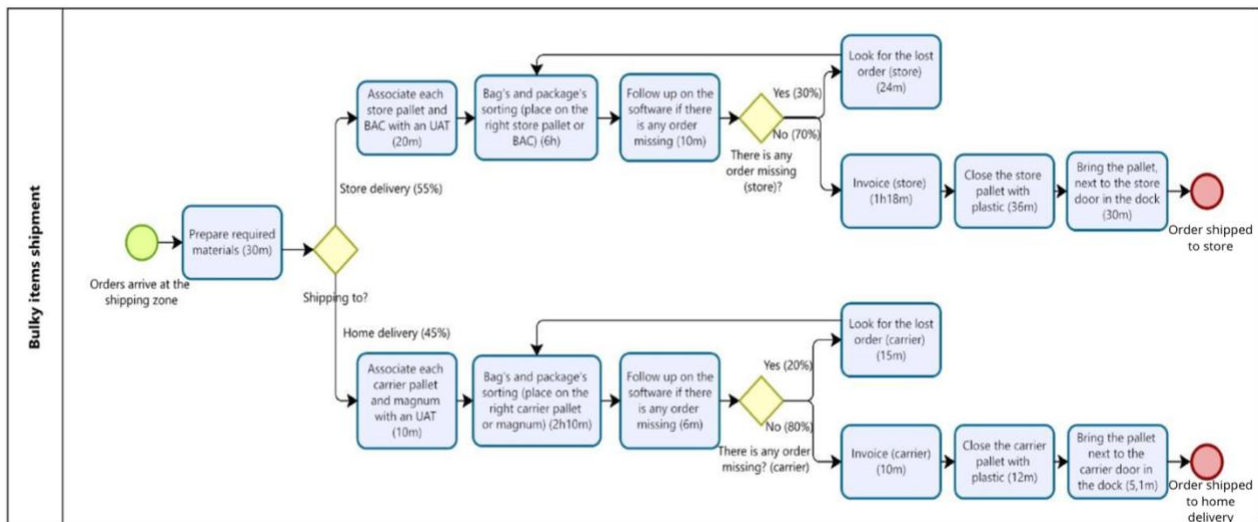 Bulky items shipment
Orders arrive at the
shipping zone
Prepare required
materials (30m)
Shipping to?
Store delivery (55%)
Associate each
store pallet and
BAC with an UAT
(20m)
Bag's and package's
sorting (place on the
right store pallet or
BAC) (6h)
Follow up on the
software if there
is any order
missing (10m)
There is any
order missing
(store)?
Yes (30%)
Look for the lost
order (store)
(24m)
No (70%)
Invoice (store)
(1h18m)
Close the store
pallet with
plastic (36m)
Bring the pallet,
next to the store
door in the dock
(30m)
Order shipped
to store
Home delivery (45%)
Associate each
carrier pallet
and magnum
with an UAT
(10m)
Bag's and package's
sorting (place on the
right carrier pallet
or magnum) (2h10m)
Follow up on the
software if there
is any order
missing (6m)
There is any order
missing? (carrier)
Yes (20%)
Look for the lost
order (carrier)
(15m)
No (80%)
Invoice (carrier)
(10m)
Close the carrier
pallet with
plastic (12m)
Bring the pallet
next to the
carrier door in
the dock (5,1m)
Order shipped
to home
delivery